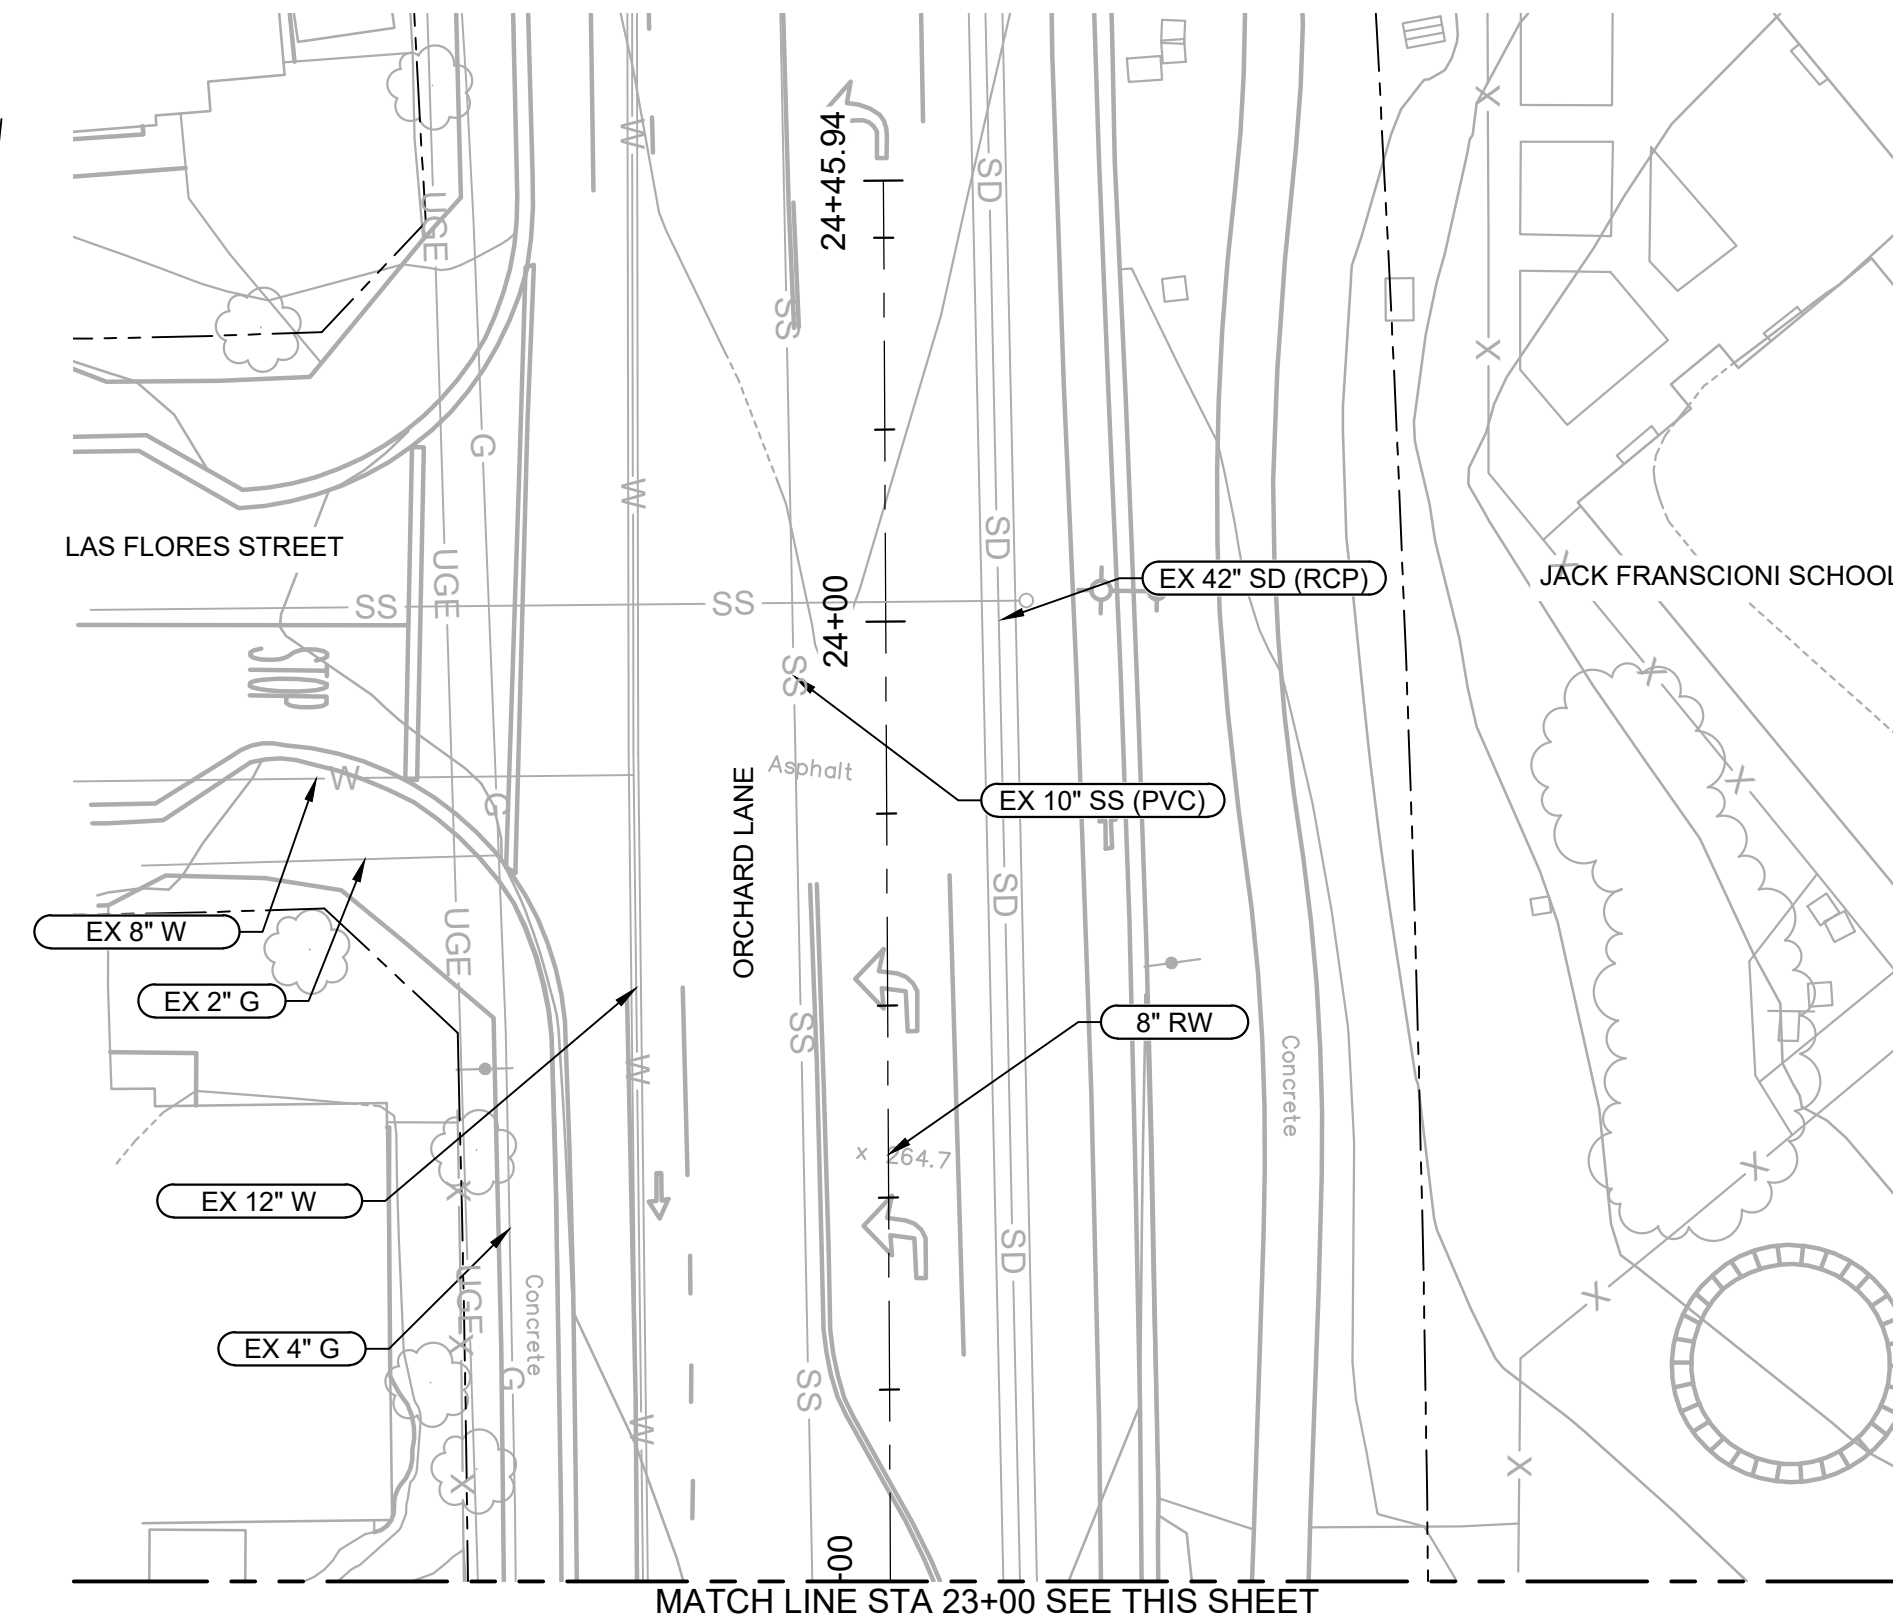 24+45.94
W
SD
UGE
SS
X
X
G
W
SD
LAS FLORES STREET
UGE
SS
SS
24+00
EX 42" SD (RCP)
X
JACK FRANSCIONI SCHOOL
STOP
SS
X
Asphalt
W
X
G
EX 10" SS (PVC)
ORCHARD LANE
SD
EX 8" W
UGE
EX 2" G
SS
8" RW
W
Concrete
x 264.7
X
X
EX 12" W
SD
UGE
Concrete
X
X
EX 4" G
G
SS
W
X
X
-00
MATCH LINE STA 23+00 SEE THIS SHEET